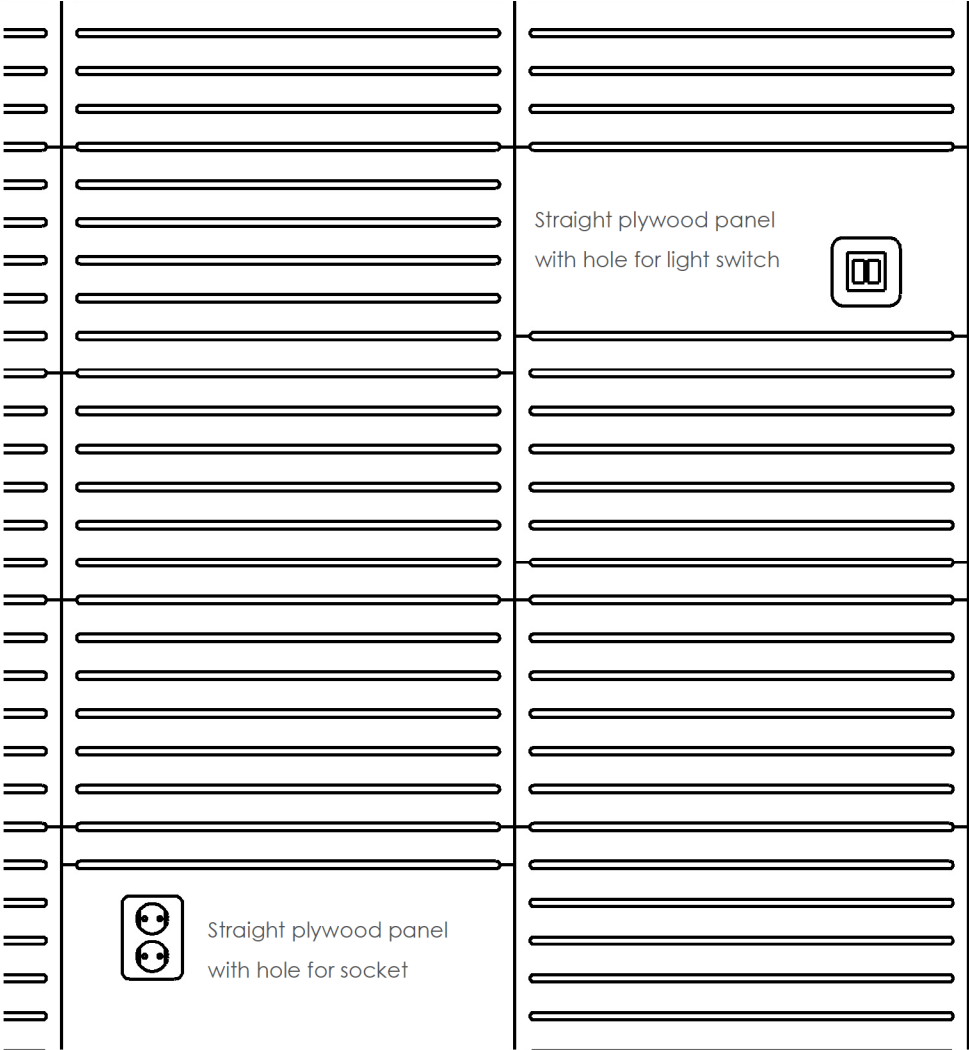 Straight plywood panel
with hole for light switch
Straight plywood panel
with hole for socket